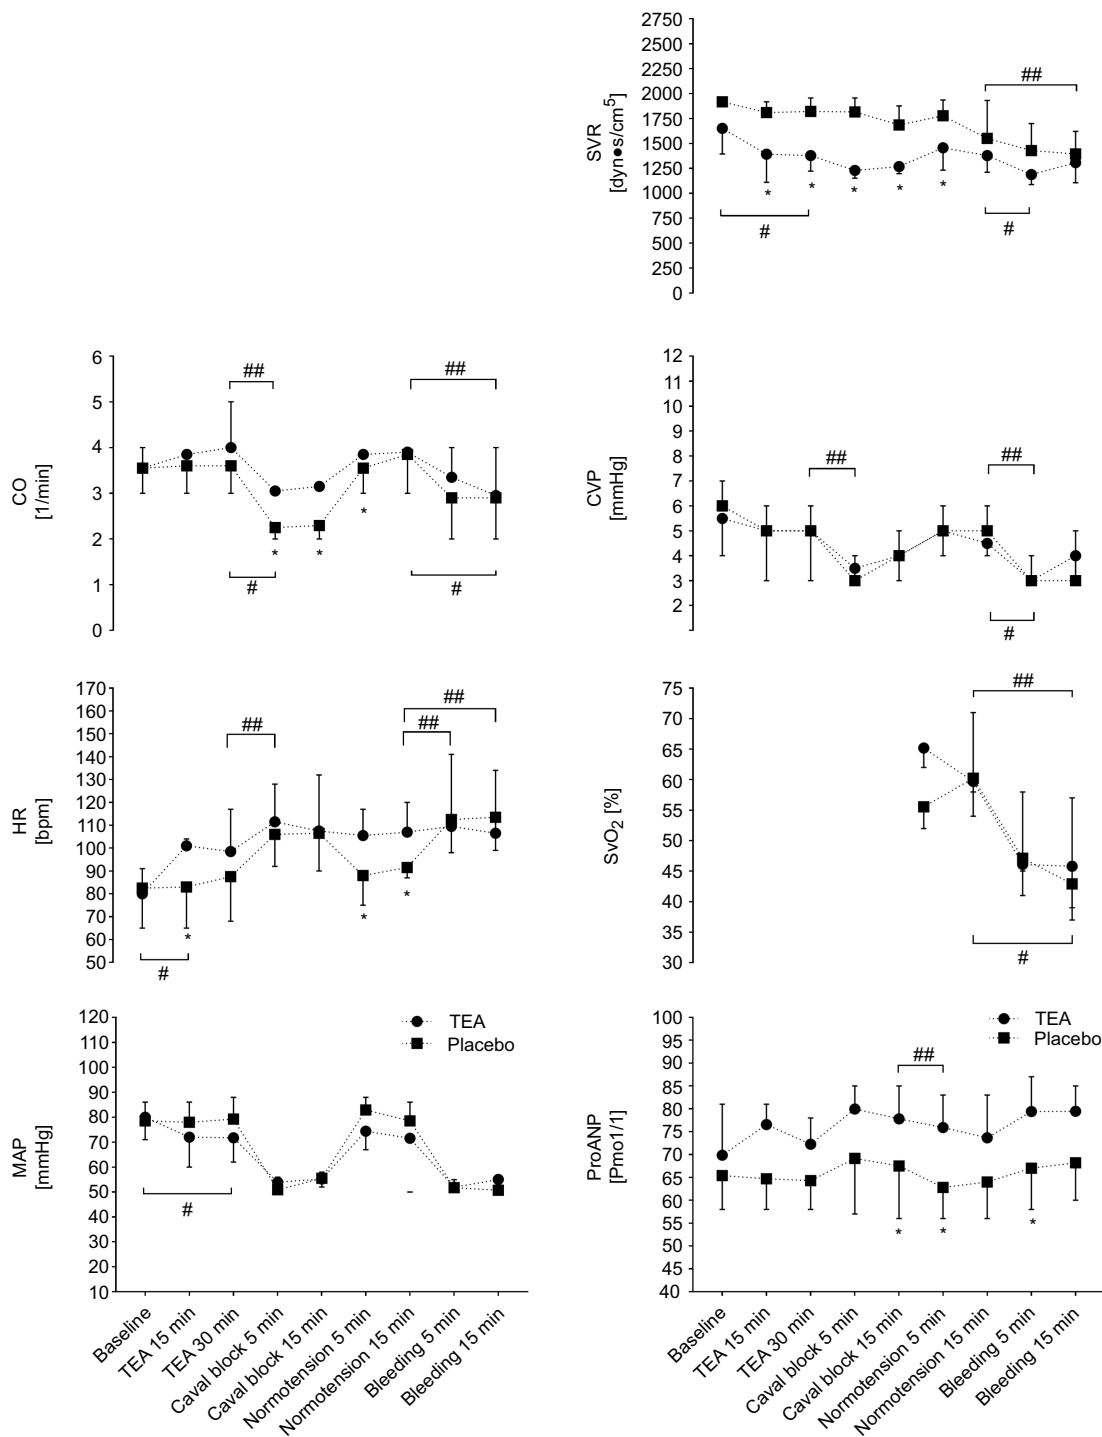 2750
2500
2250
2000
1750
1500
1250
1000
750
500
250
0
SVR
[dyn●s/cm5]
##
* * * * *
#
#
6
5
4
3
2
1
0
CO
[1/min]
##
##
* * *
#
#
12
11
10
9
8
7
6
5
4
3
2
CVP
[mmHg]
##
##
#
170
160
150
140
130
120
110
100
90
80
70
60
50
HR
[bpm]
##
##
##
* * *
#
75
70
65
60
55
50
45
40
35
30
SvO2 [%]
##
#
120
110
100
90
80
70
60
50
40
30
20
10
MAP
[mmHg]
TEA
Placebo
#
Baseline
TEA 15 min
TEA 30 min
Caval block 5 min
Caval block 15 min
Normotension 5 min
Normotension 15 min
Bleeding 5 min
Bleeding 15 min
100
95
90
85
80
75
70
65
60
55
50
45
40
ProANP
[Pmo1/1]
TEA
Placebo
##
* * *
Baseline
TEA 15 min
TEA 30 min
Caval block 5 min
Caval block 15 min
Normotension 5 min
Normotension 15 min
Bleeding 5 min
Bleeding 15 min